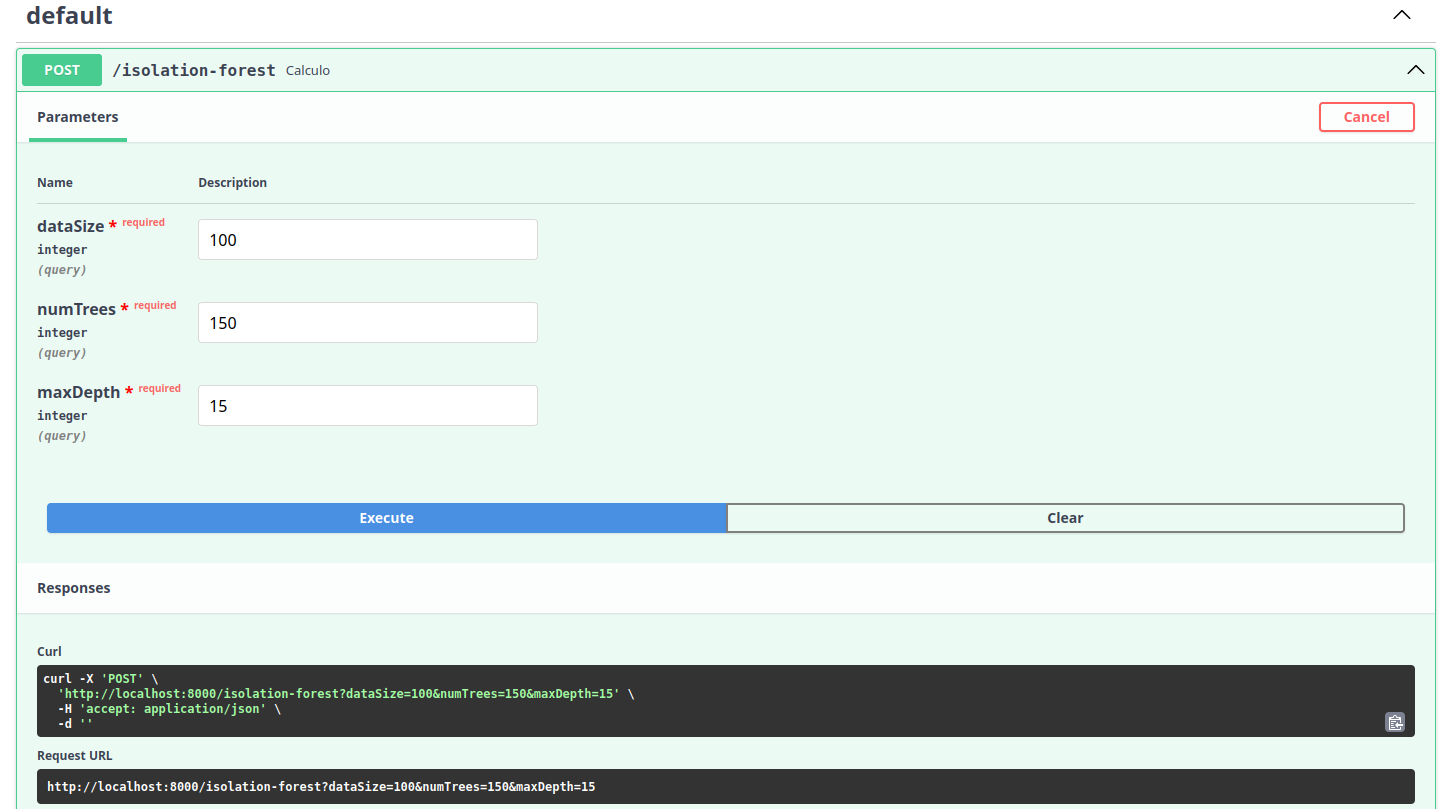 default
POST /isolation-forest Calculo
Parameters Cancel
Name Description
dataSize * required 100
integer
(query)
numTrees * required 150
integer
(query)
maxDepth * required 15
integer
(query)
Execute Clear
Responses
Curl
curl -X 'POST' \
'http://localhost:8000/isolation-forest?dataSize=100&numTrees=150&maxDepth=15' \
-H 'accept: application/json' \
-d ''
Request URL
http://localhost:8000/isolation-forest?dataSize=100&numTrees=150&maxDepth=15